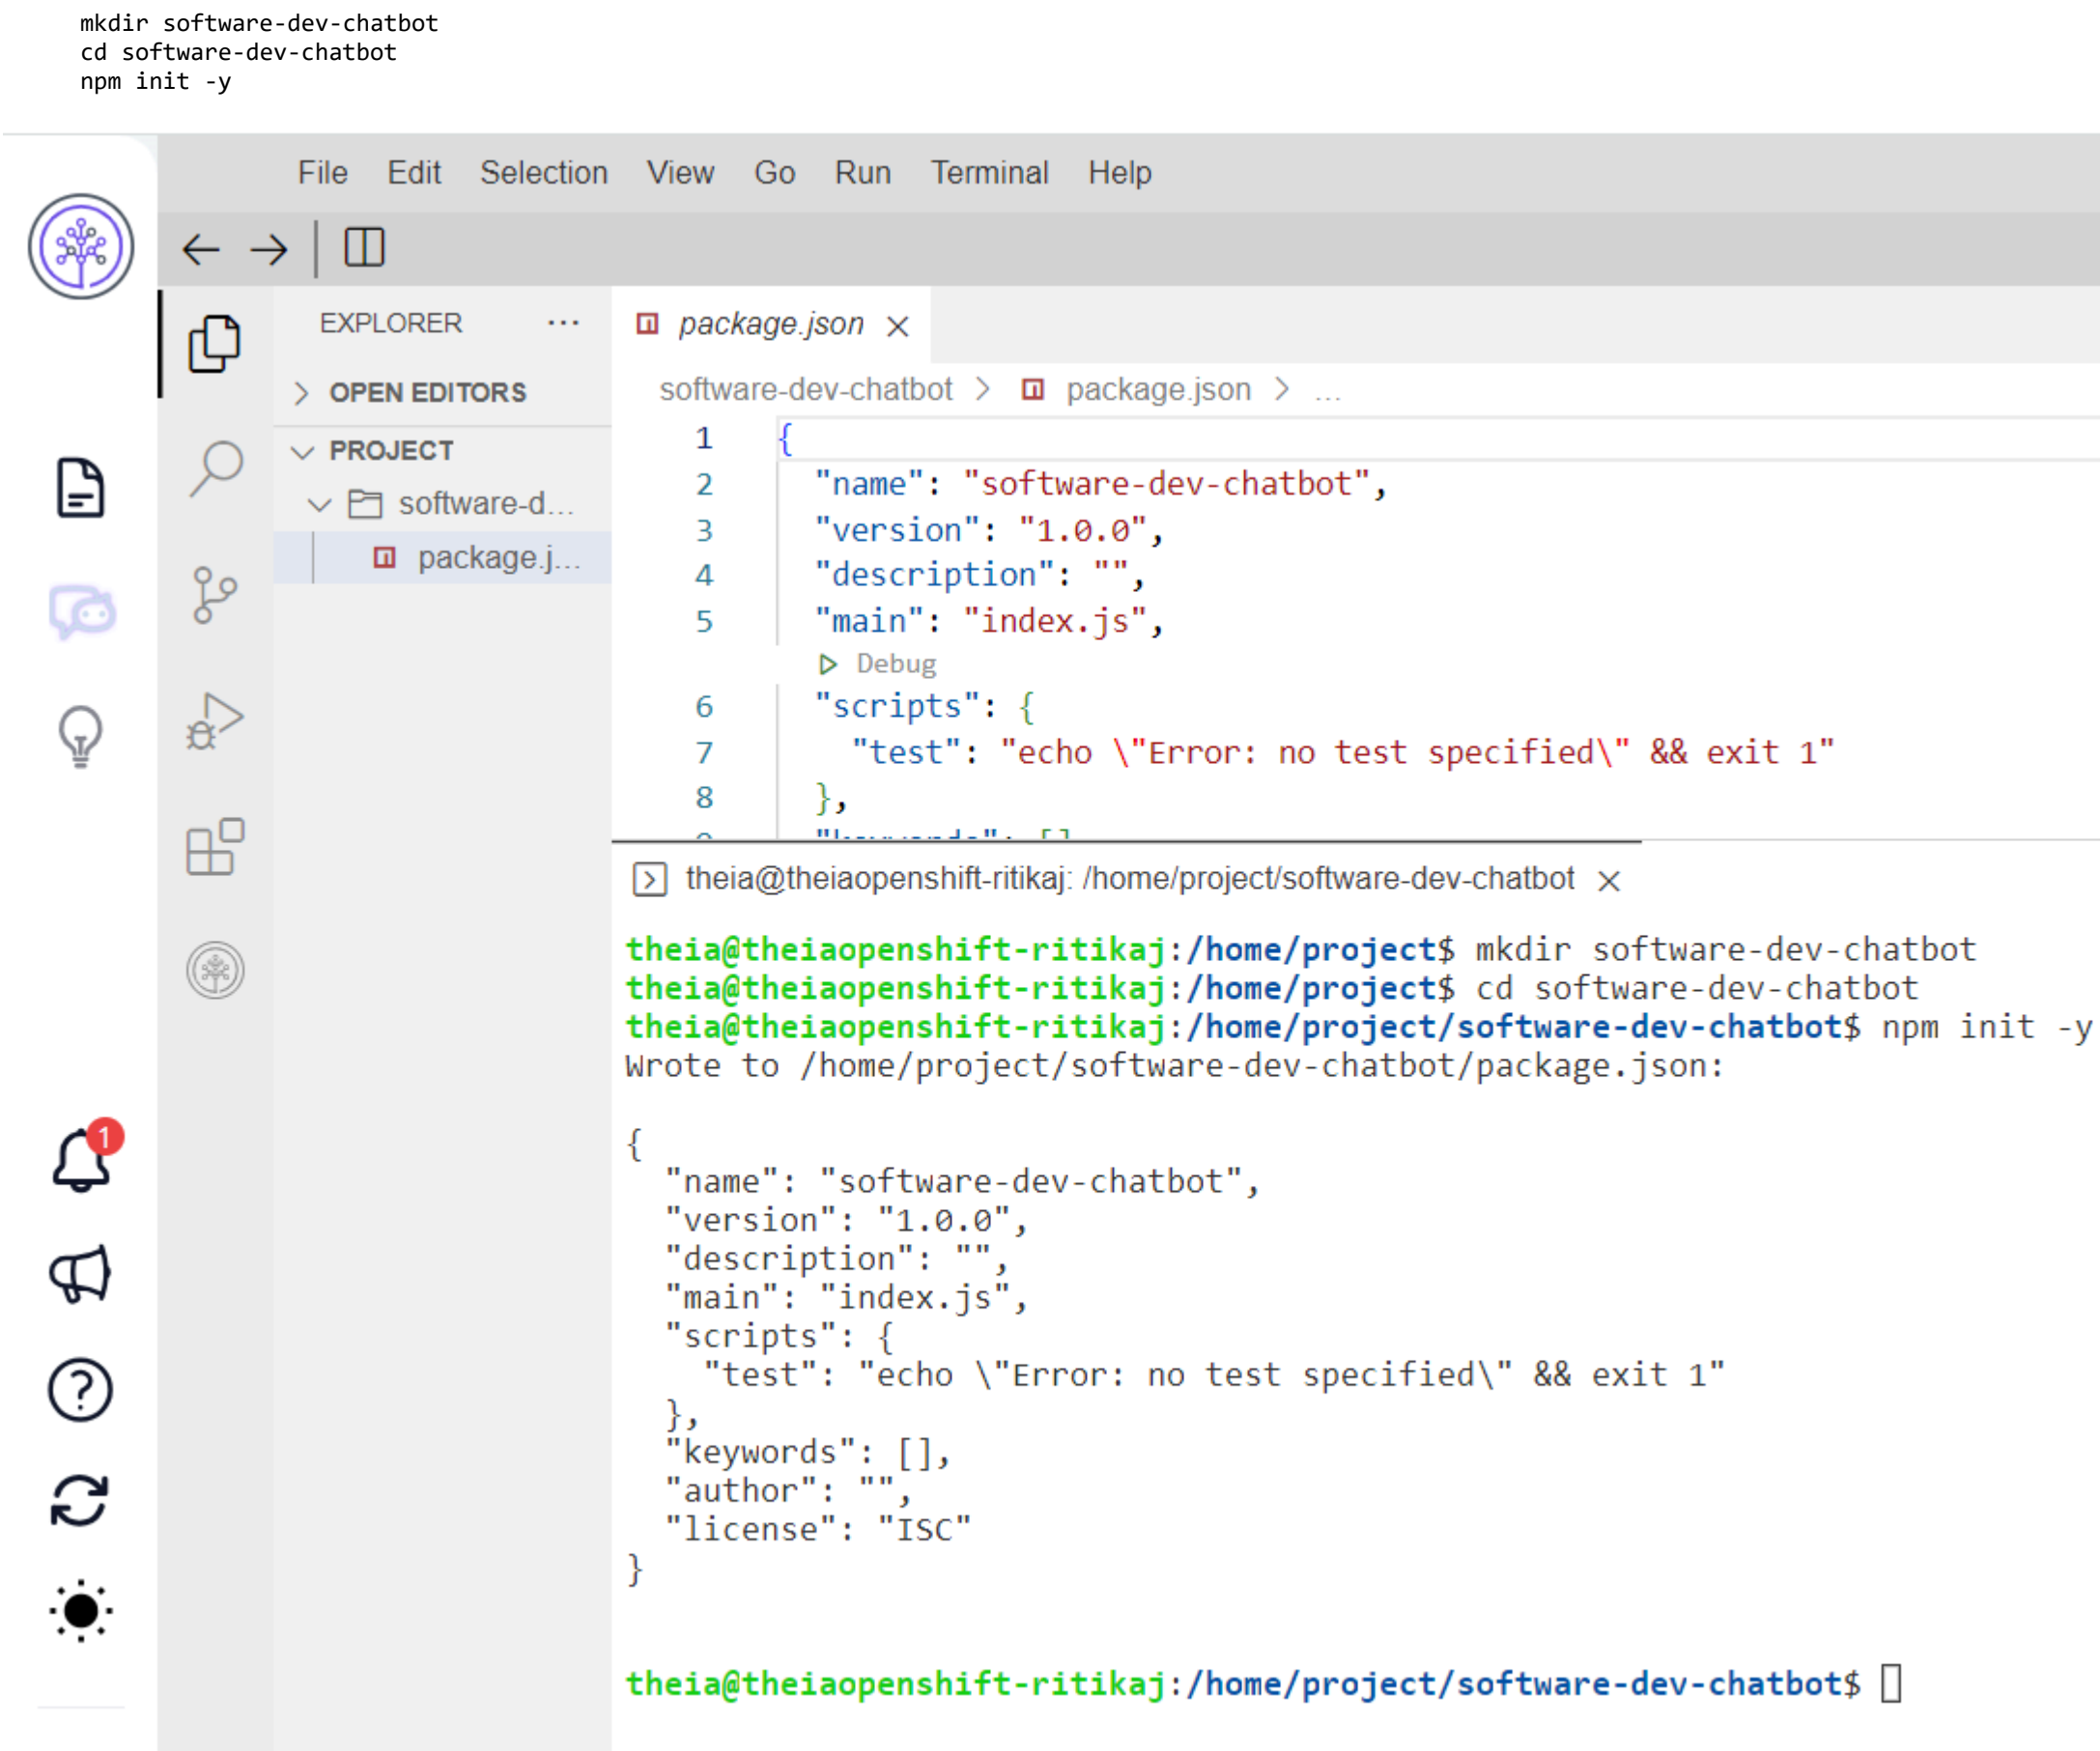 mkdir software-dev-chatbot
cd software-dev-chatbot
npm init -y
File Edit Selection View Go Run Terminal Help
EXPLORER ...
package.json
OPEN EDITORS
software-dev-chatbot > package.json > ...
PROJECT
software-d...
package.j...
1 {
2 "name": "software-dev-chatbot",
3 "version": "1.0.0",
4 "description": "",
5 "main": "index.js",
Debug
6 "scripts": {
7 "test": "echo \"Error: no test specified\" && exit 1"
8 },
theia@theiaopenshift-ritikaj: /home/project/software-dev-chatbot
theia@theiaopenshift-ritikaj:/home/project$ mkdir software-dev-chatbot
theia@theiaopenshift-ritikaj:/home/project$ cd software-dev-chatbot
theia@theiaopenshift-ritikaj:/home/project/software-dev-chatbot$ npm init -y
Wrote to /home/project/software-dev-chatbot/package.json:
{
"name": "software-dev-chatbot",
"version": "1.0.0",
"description": "",
"main": "index.js",
"scripts": {
"test": "echo \"Error: no test specified\" && exit 1"
},
"keywords": [],
"author": "",
"license": "ISC"
}
theia@theiaopenshift-ritikaj:/home/project/software-dev-chatbot$
1